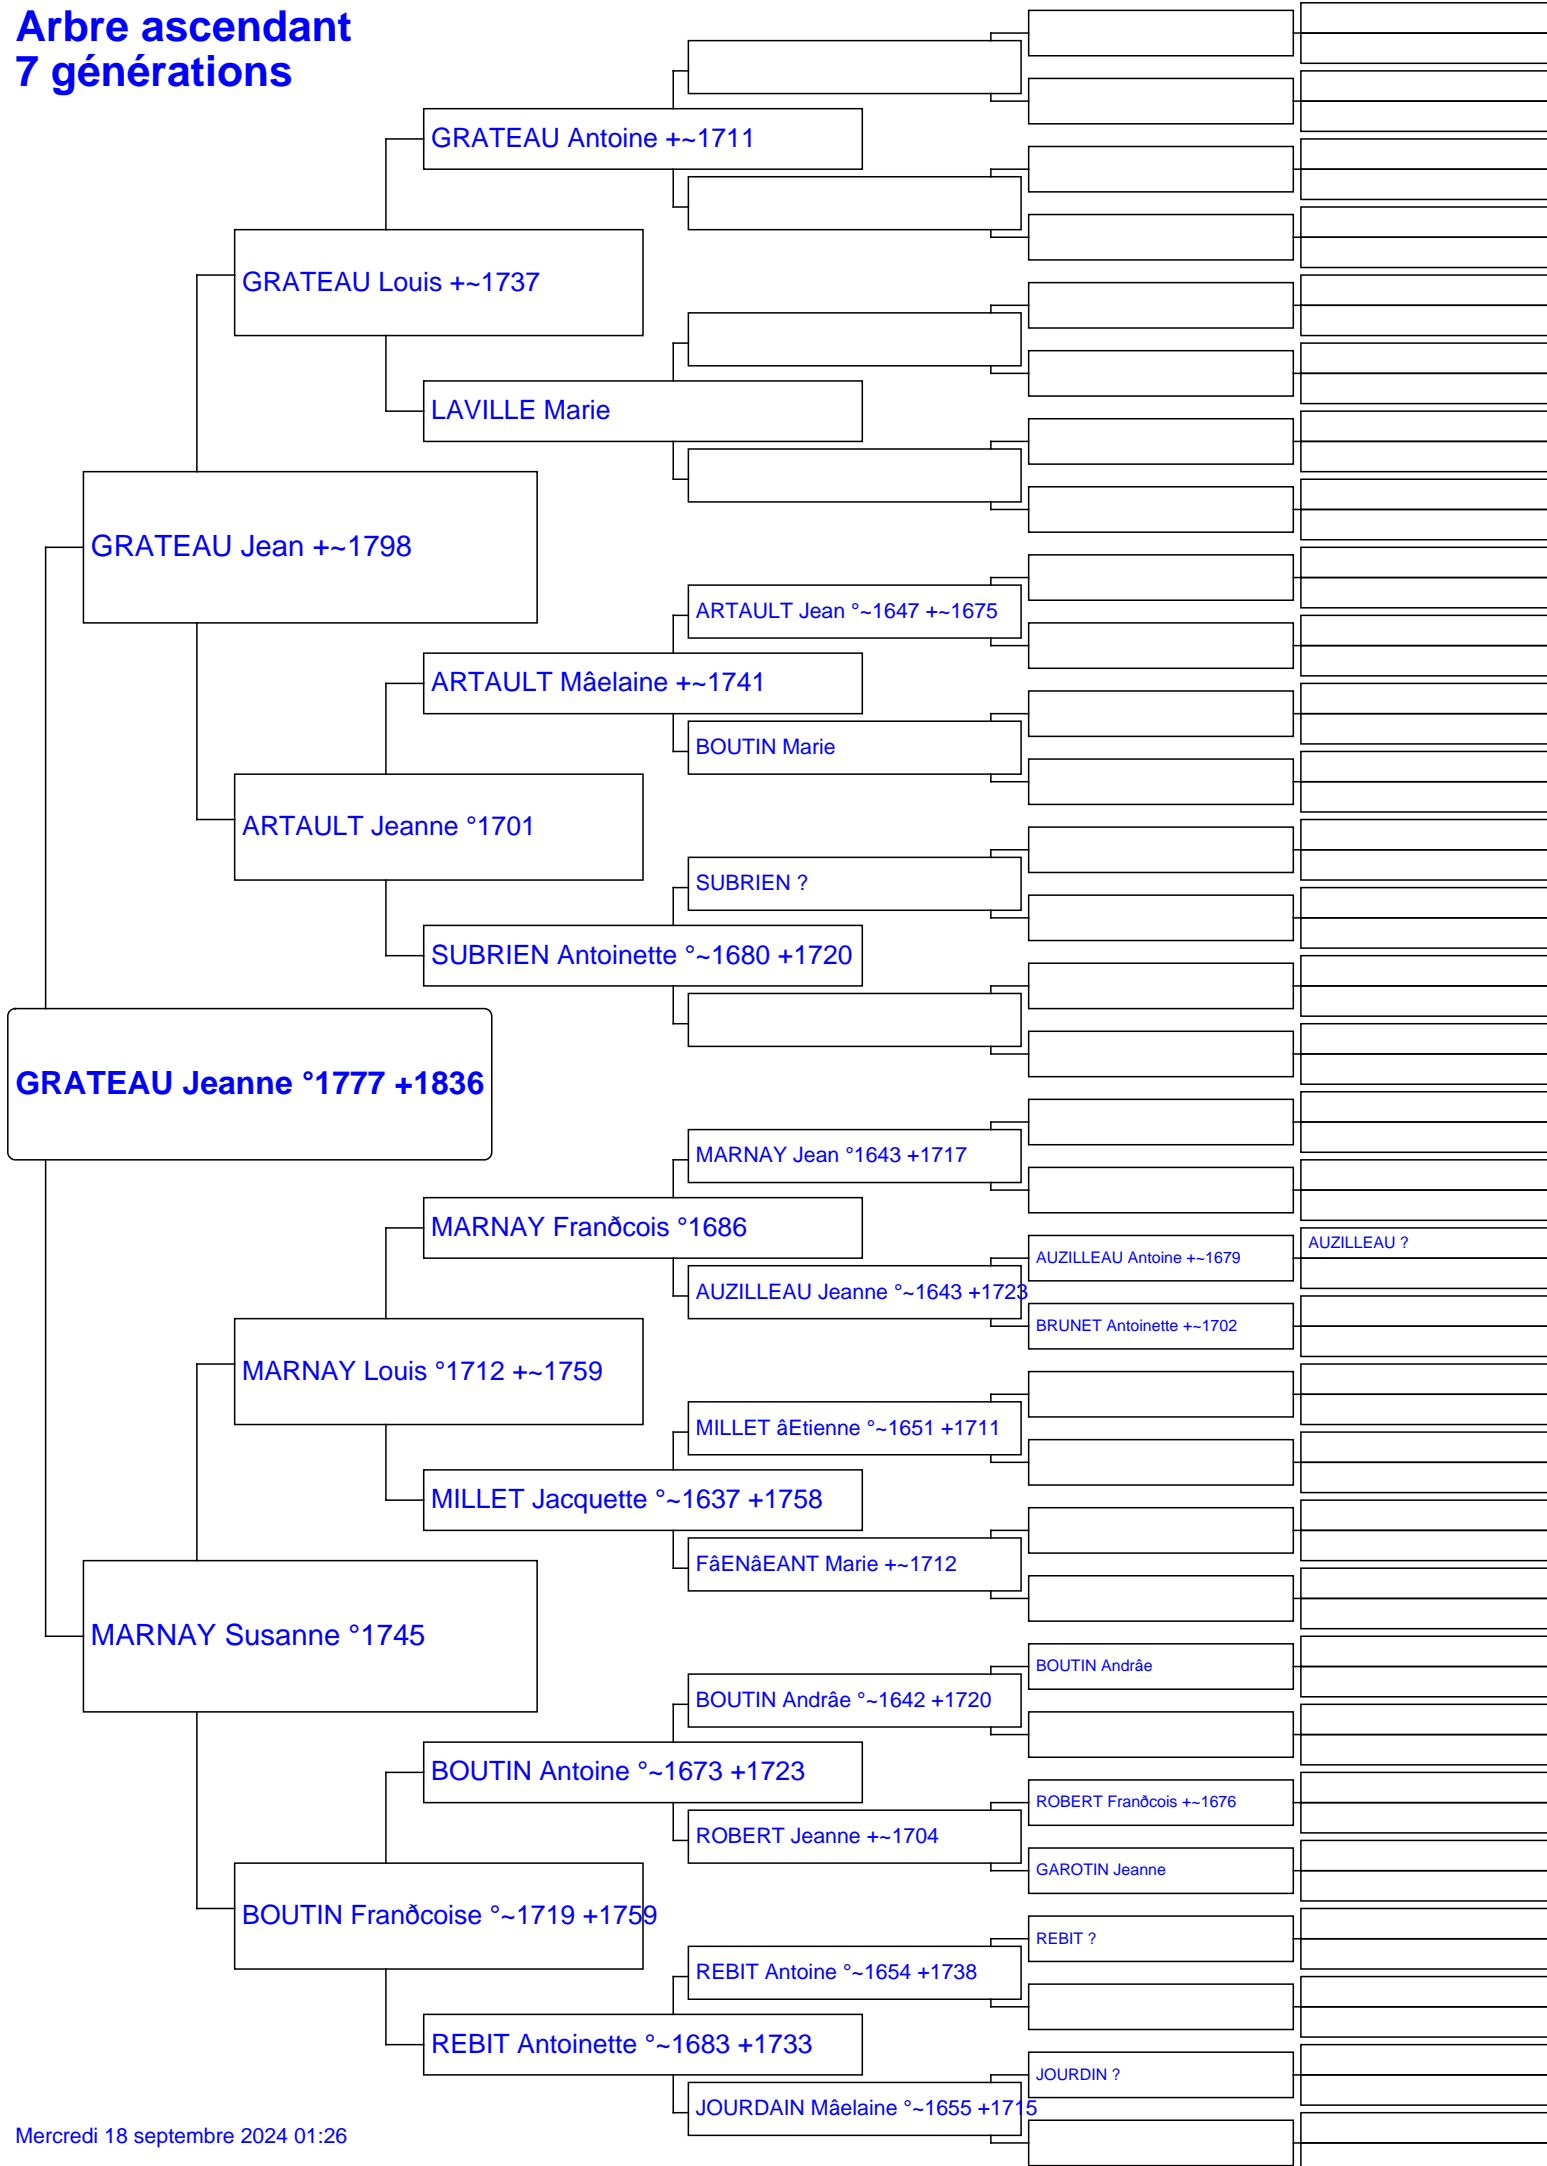 Arbre ascendant
7 générations
GRATEAU Antoine +~1711
GRATEAU Louis +~1737
LAVILLE Marie
GRATEAU Jean +~1798
ARTAULT Jean °~1647 +~1675
ARTAULT Mâelaine +~1741
BOUTIN Marie
ARTAULT Jeanne °1701
SUBRIEN ?
SUBRIEN Antoinette °~1680 +1720
GRATEAU Jeanne °1777 +1836
MARNAY Jean °1643 +1717
MARNAY Franðcois °1686
AUZILLEAU ?
AUZILLEAU Antoine +~1679
AUZILLEAU Jeanne °~1643 +1723
BRUNET Antoinette +~1702
MARNAY Louis °1712 +~1759
MILLET âEtienne °~1651 +1711
MILLET Jacquette °~1637 +1758
FâENâEANT Marie +~1712
MARNAY Susanne °1745
BOUTIN Andrâe
BOUTIN Andrâe °~1642 +1720
BOUTIN Antoine °~1673 +1723
ROBERT Franðcois +~1676
ROBERT Jeanne +~1704
GAROTIN Jeanne
BOUTIN Franðcoise °~1719 +1759
REBIT ?
REBIT Antoine °~1654 +1738
REBIT Antoinette °~1683 +1733
JOURDIN ?
JOURDAIN Mâelaine °~1655 +1715
Mercredi 18 septembre 2024 01:26